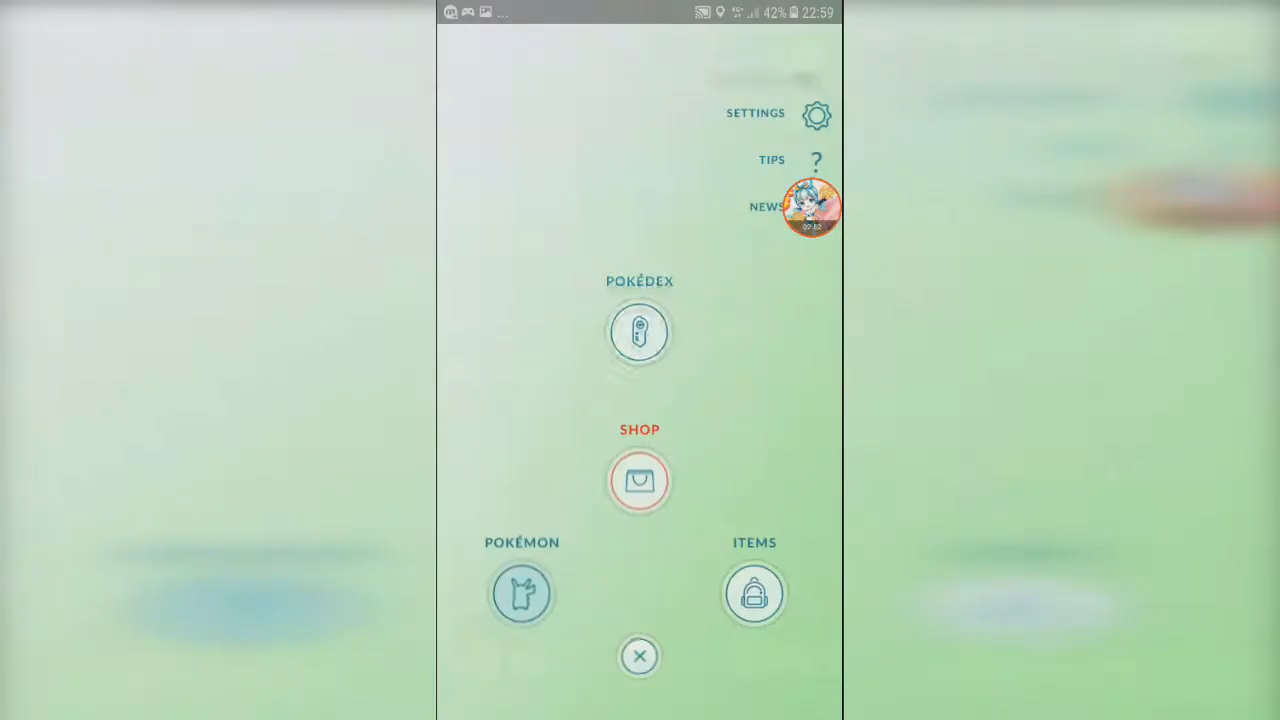 ... 42% 22:59
SETTINGS
TIPS ?
NEWS
POKÉDEX
SHOP
POKÉMON
ITEMS